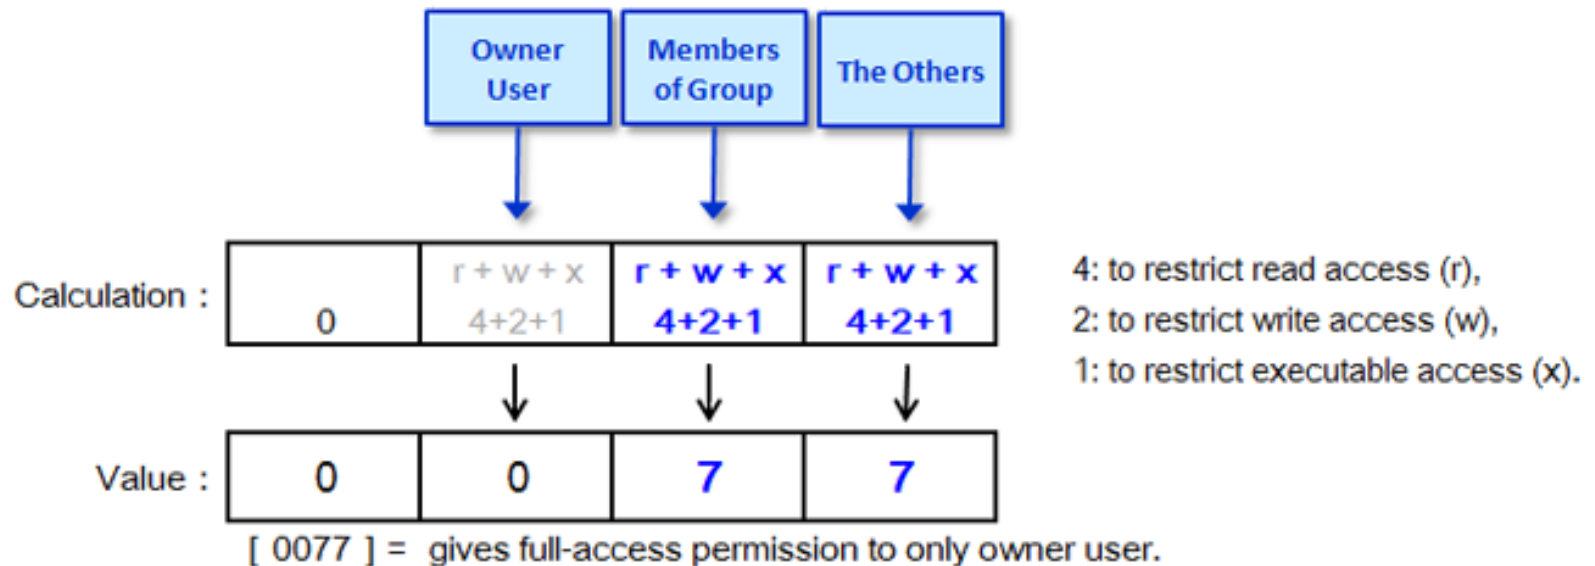 Owner
User
Members
of Group
The Others
Calculation :
0
r + w + x
4+2+1
r + w + x
4+2+1
r + w + x
4+2+1
4: to restrict read access (r),
2: to restrict write access (w),
1: to restrict executable access (x).
Value :
0
0
7
7
[ 0077 ] = gives full-access permission to only owner user.